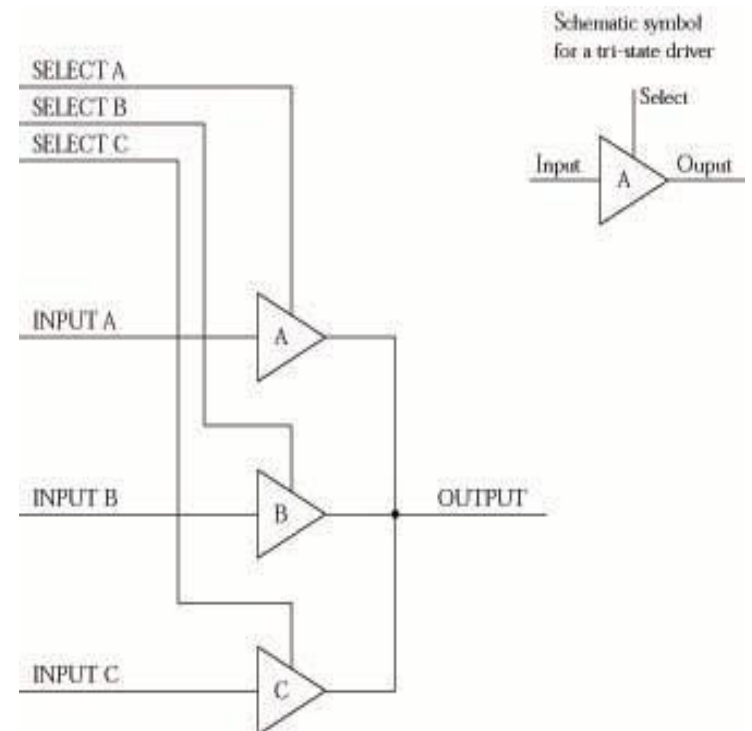 Schematic symbol
for a tri-state driver
SELECT A
SELECT B
SELECT C
Select
Input
A
Ouput
INPUT A
A
INPUT B
B
OUTPUT
INPUT C
C